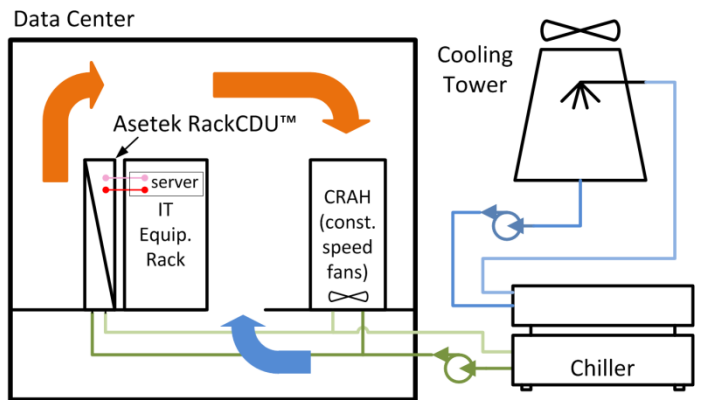 Data Center
Cooling
Tower
Asetek RackCDU™
server
IT
Equip.
Rack
CRAH
(const.
speed
fans)
Chiller